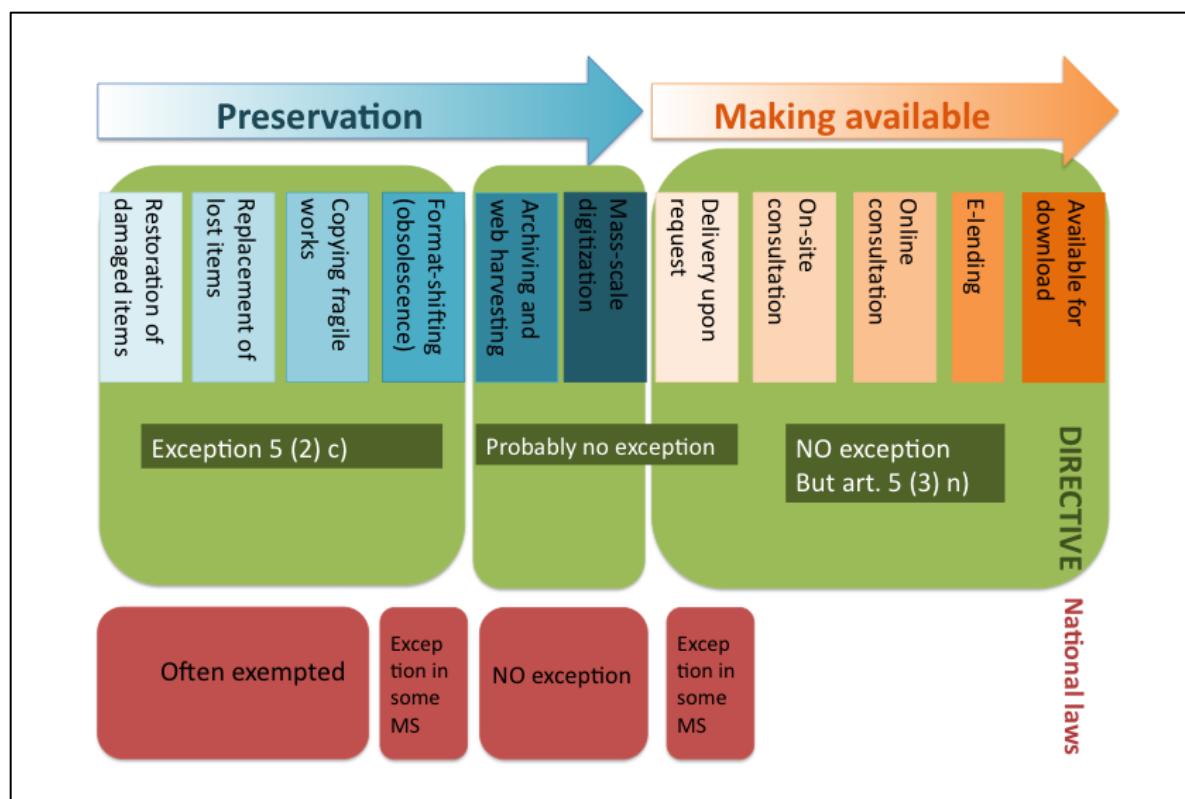 Preservation
Making available
Restoration of
damaged items
Replacement of
lost items
Copying fragile
works
Format-shifting
(obsolescence)
Archiving and
web harvesting
Mass-scale
digitization
Delivery upon
request
On-site
consultation
Online
consultation
E-lending
Available for
download
Exception 5 (2) c)
Probably no exception
NO exception
But art. 5 (3) n)
DIRECTIVE
Often exempted
Excep
tion in
some
MS
NO exception
Excep
tion in
some
MS
National laws